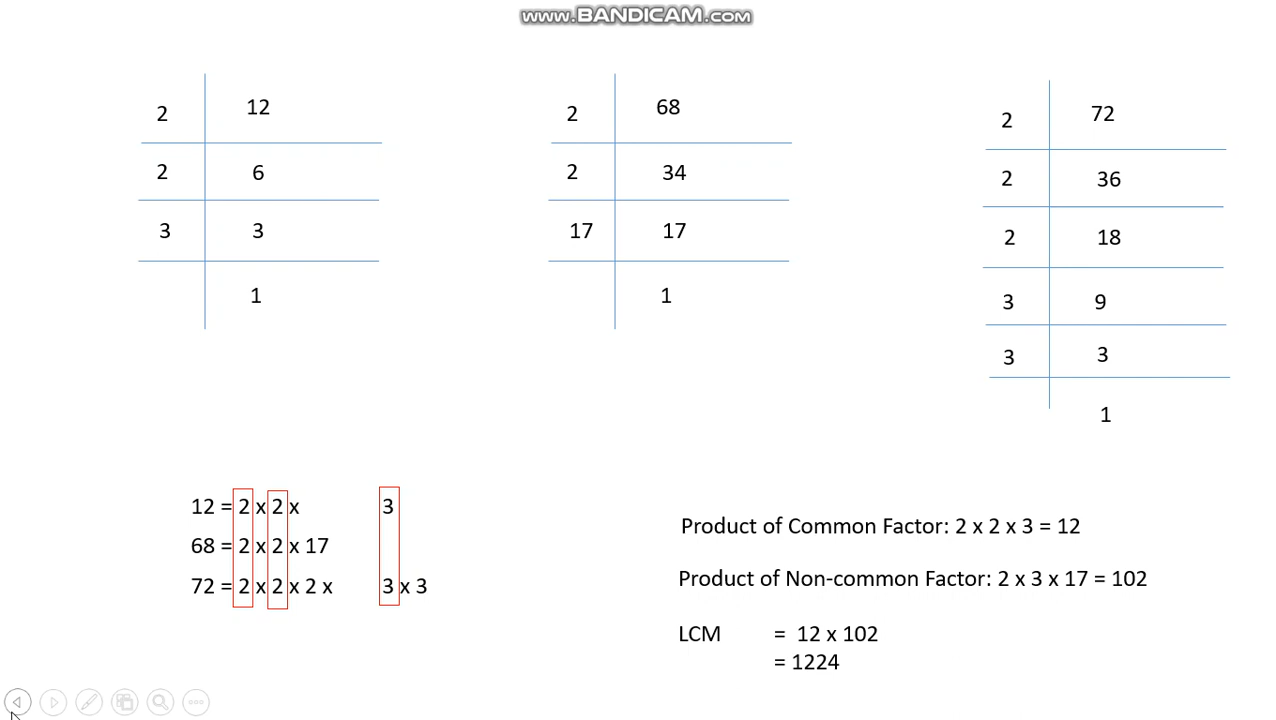 www.BANDICAM.com
2 12
2 6
3 3
1
2 68
2 34
17 17
1
2 72
2 36
2 18
3 9
3 3
1
12 = 2 x 2 x 3
68 = 2 x 2 x 17
72 = 2 x 2 x 2 x 3 x 3
Product of Common Factor: 2 x 2 x 3 = 12
Product of Non-common Factor: 2 x 3 x 17 = 102
LCM = 12 x 102
= 1224